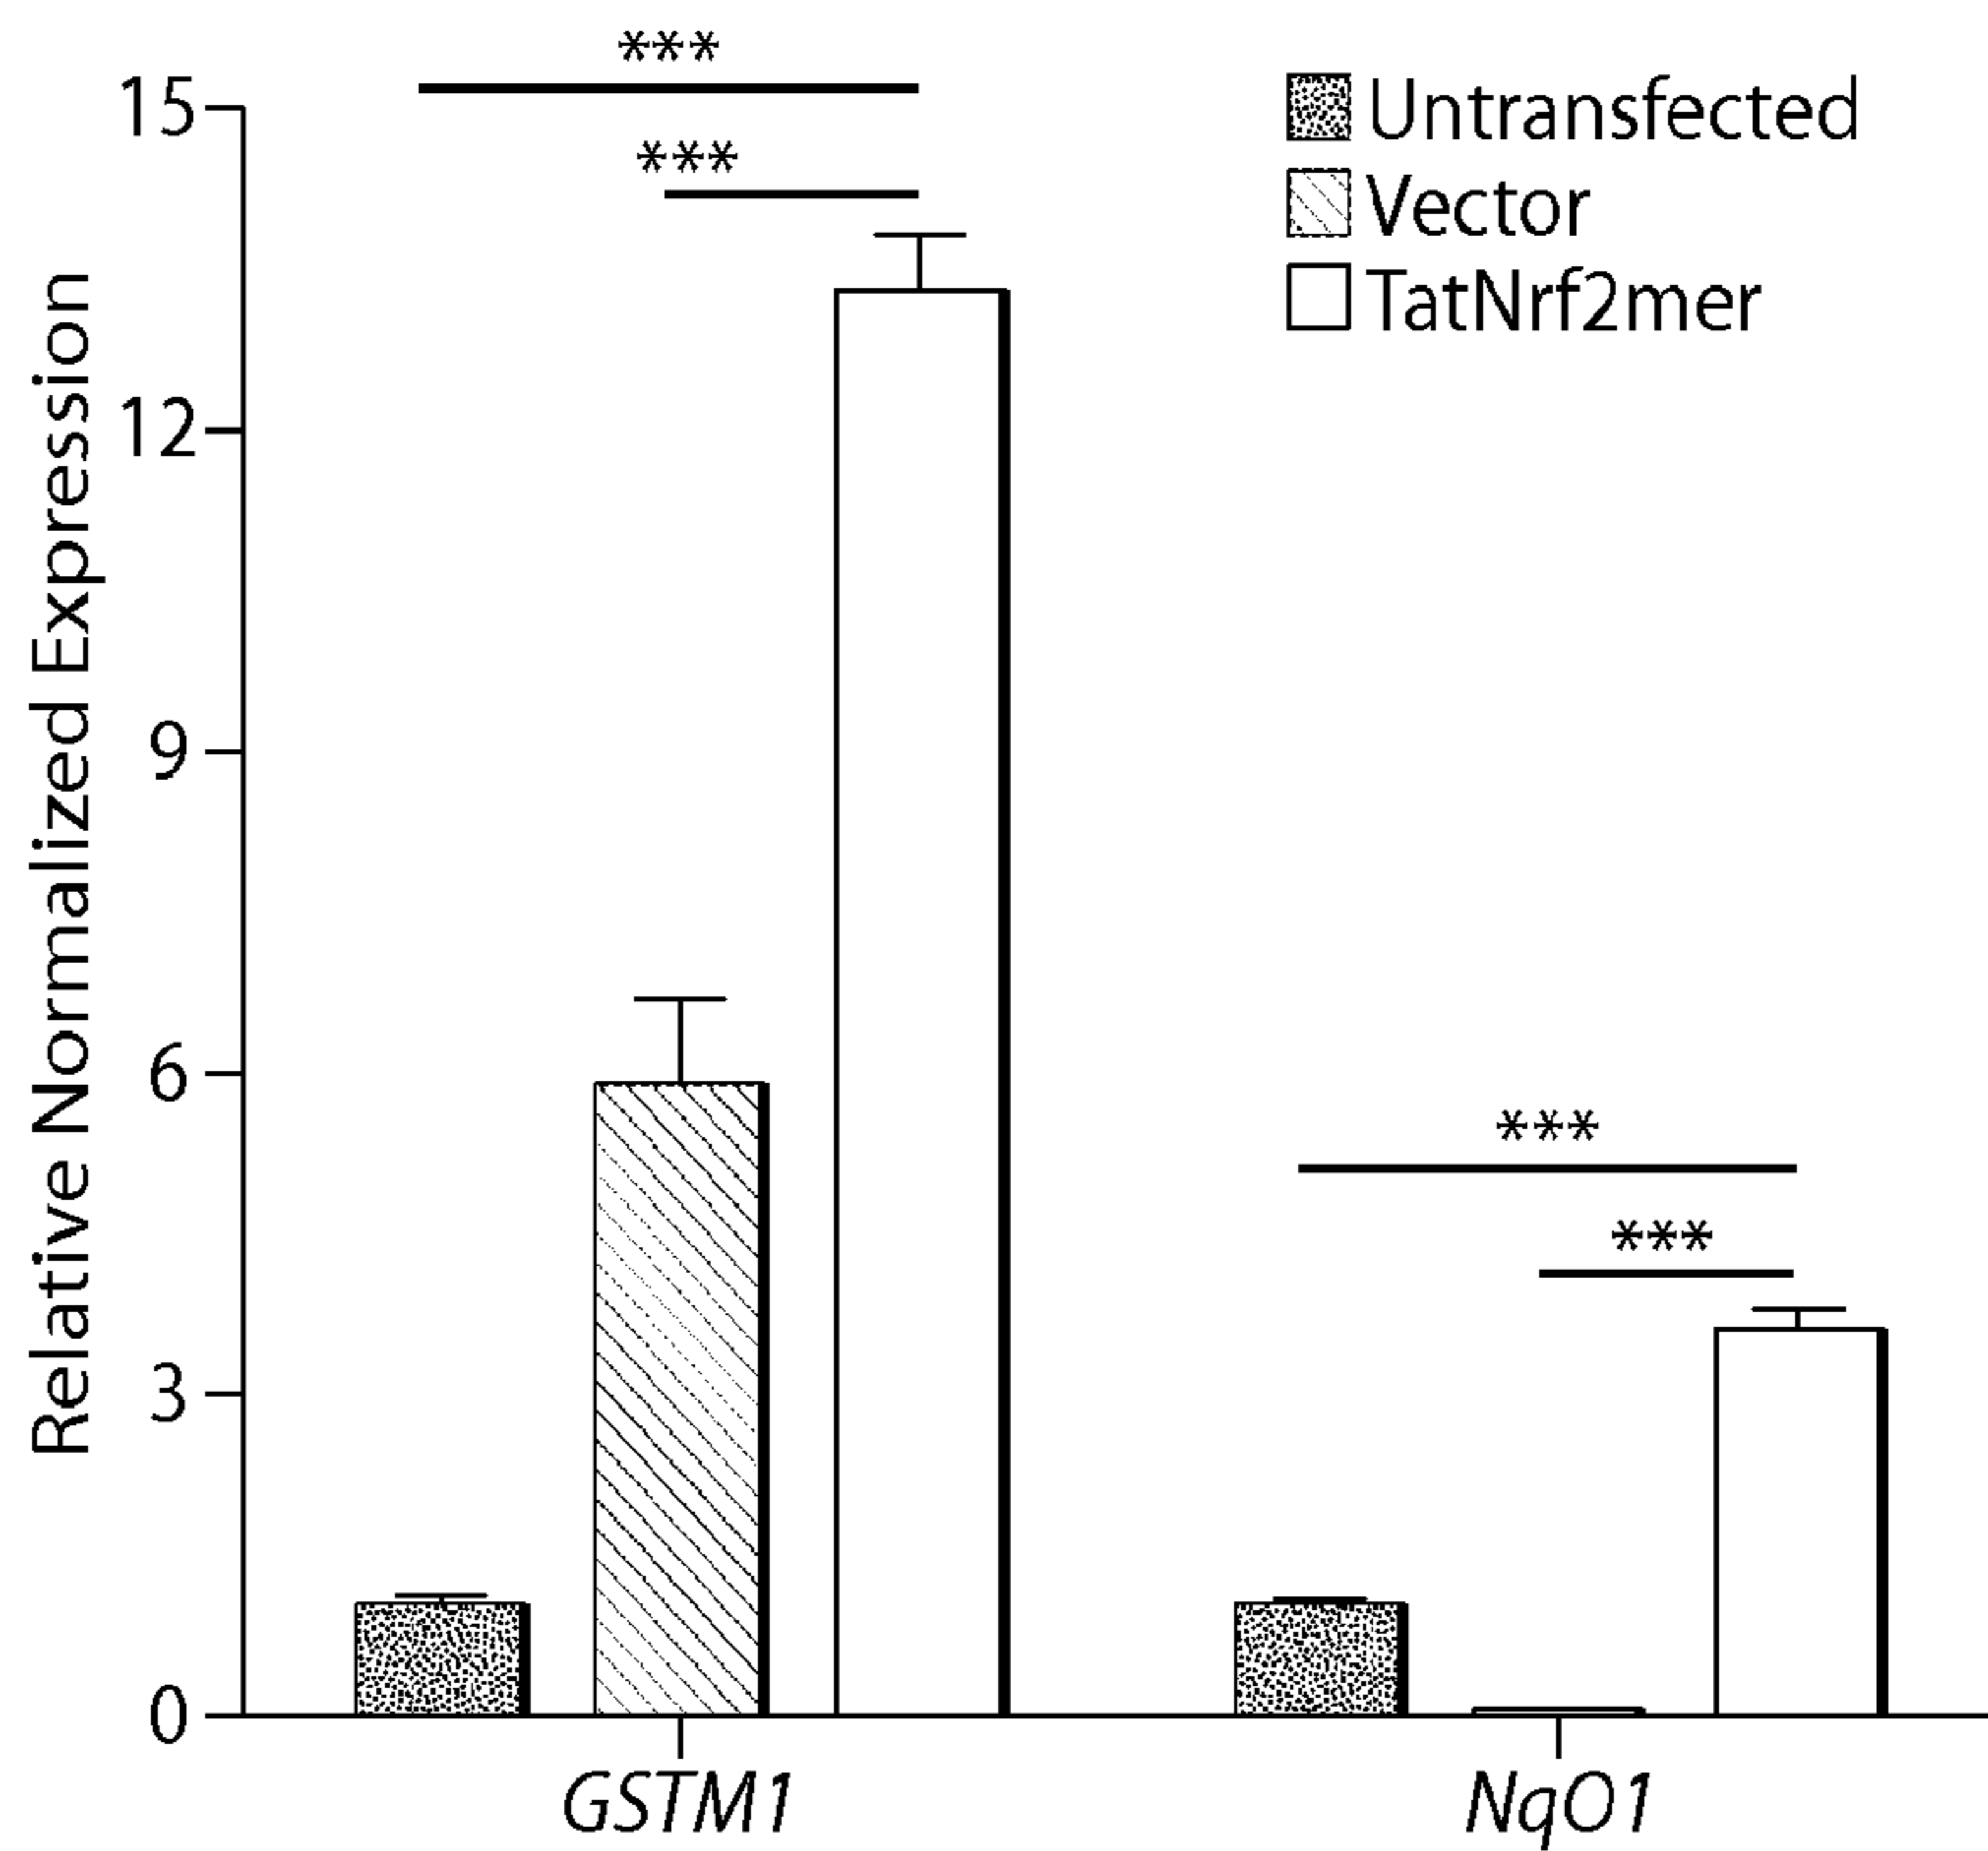 ***
***
15
12
9
6
3
0
Relative Normalized Expression
Untransfected
Vector
TatNrf2mer
***
***
GSTM1
NqO1